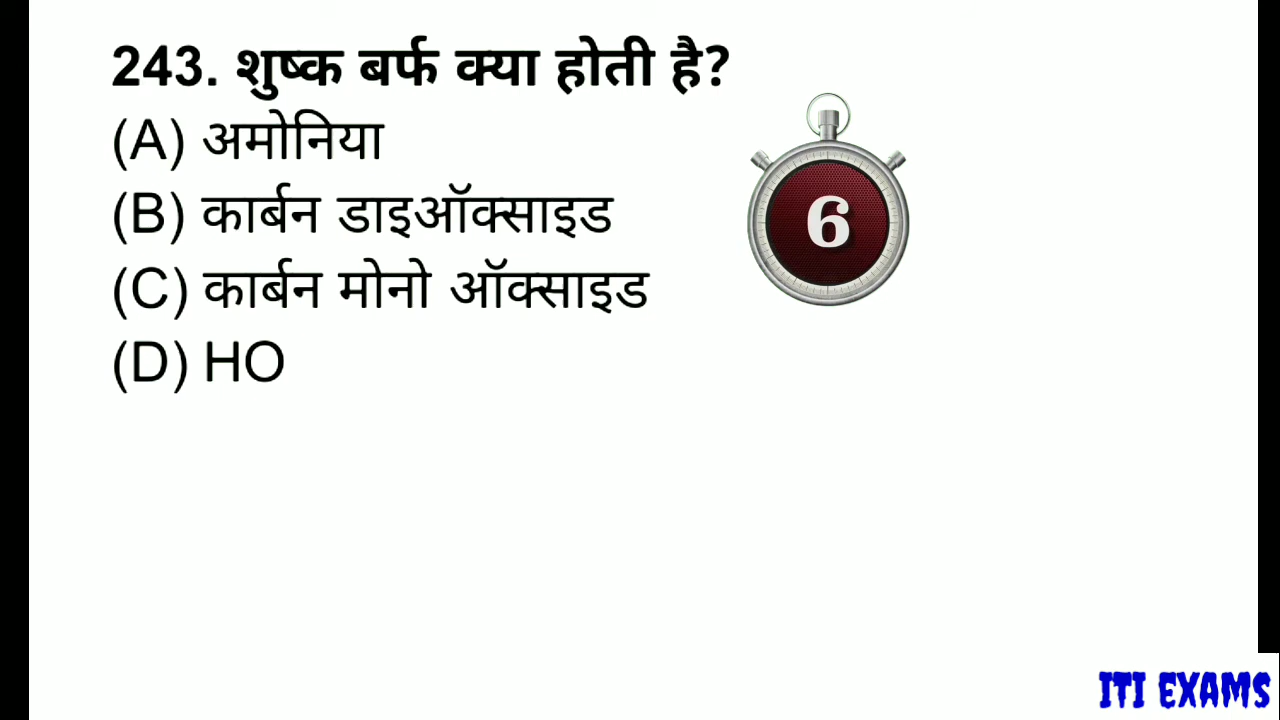 243. शुष्क बर्फ क्या होती है?
(A) अमोनिया
(B) कार्बन डाइऑक्साइड
(C) कार्बन मोनो ऑक्साइड
(D) HO
6
ITI EXAMS